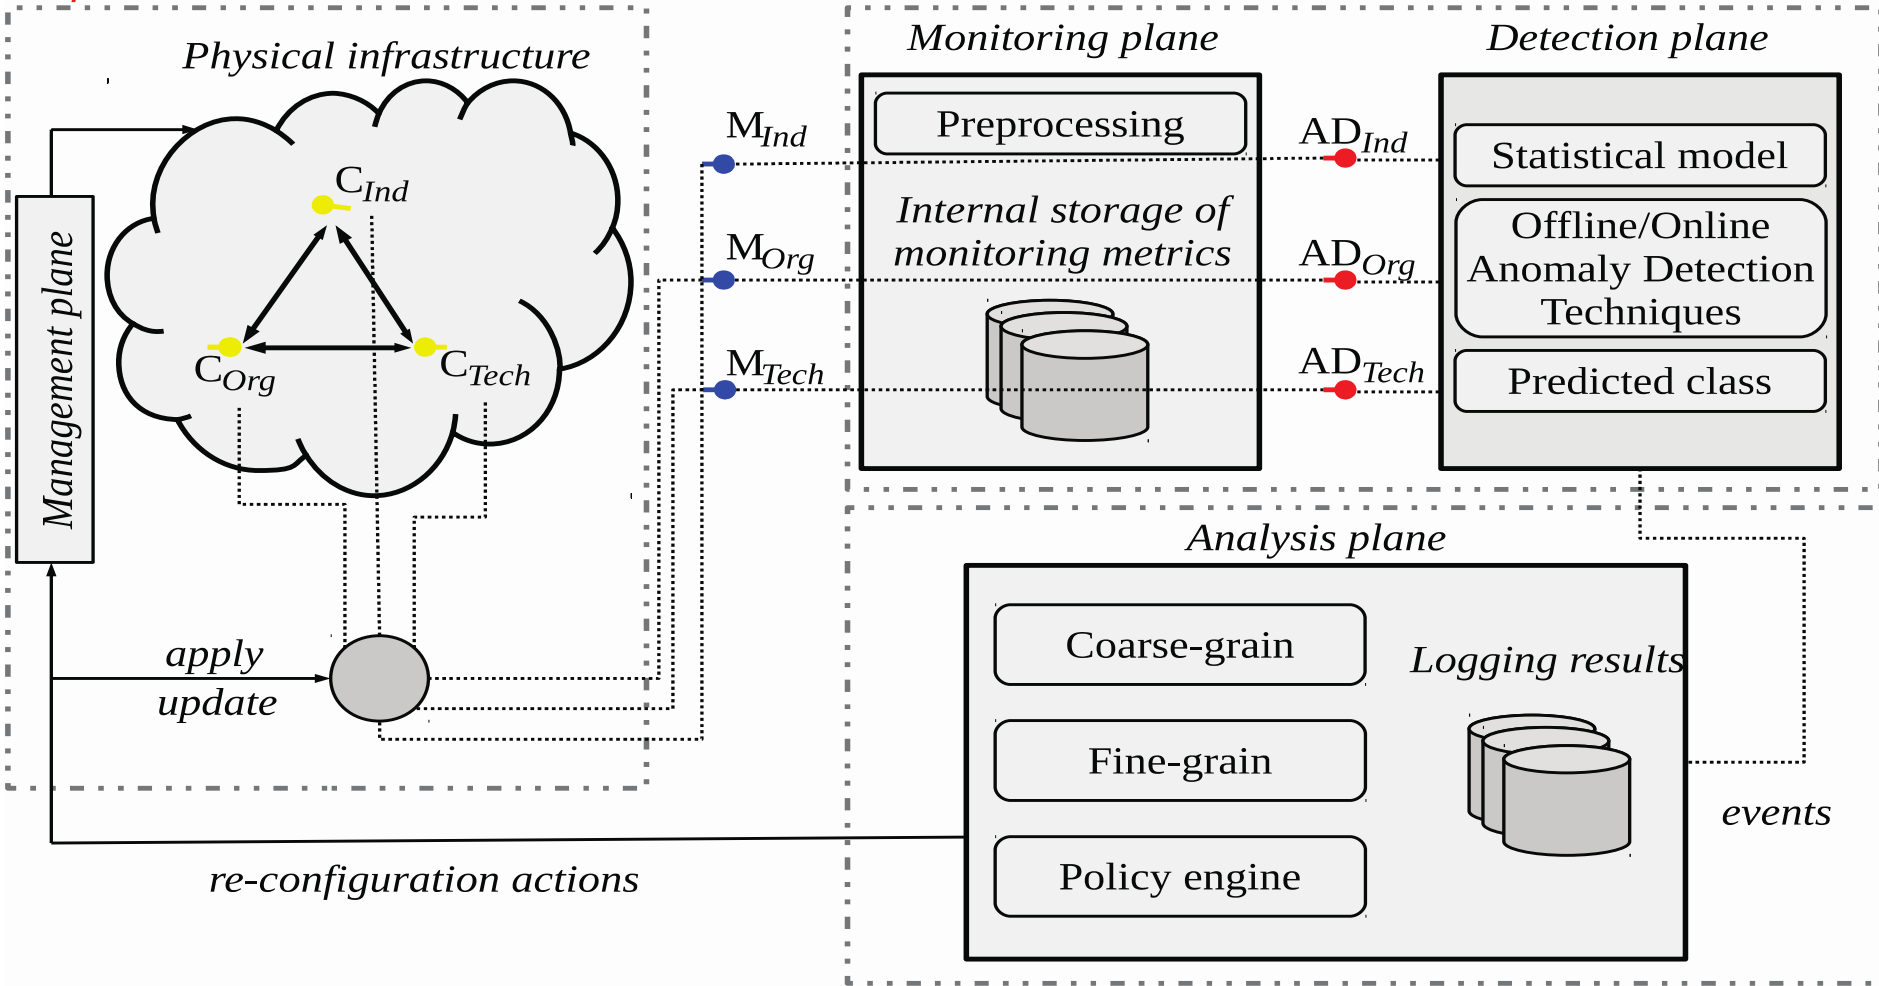 Physical infrastructure
C_Ind
C_Org
C_Tech
Management plane
apply
update
re-configuration actions
M_Ind
M_Org
M_Tech
Monitoring plane
Preprocessing
Internal storage of
monitoring metrics
AD_Ind
AD_Org
AD_Tech
Detection plane
Statistical model
Offline/Online
Anomaly Detection
Techniques
Predicted class
Analysis plane
Coarse-grain
Fine-grain
Policy engine
Logging results
events